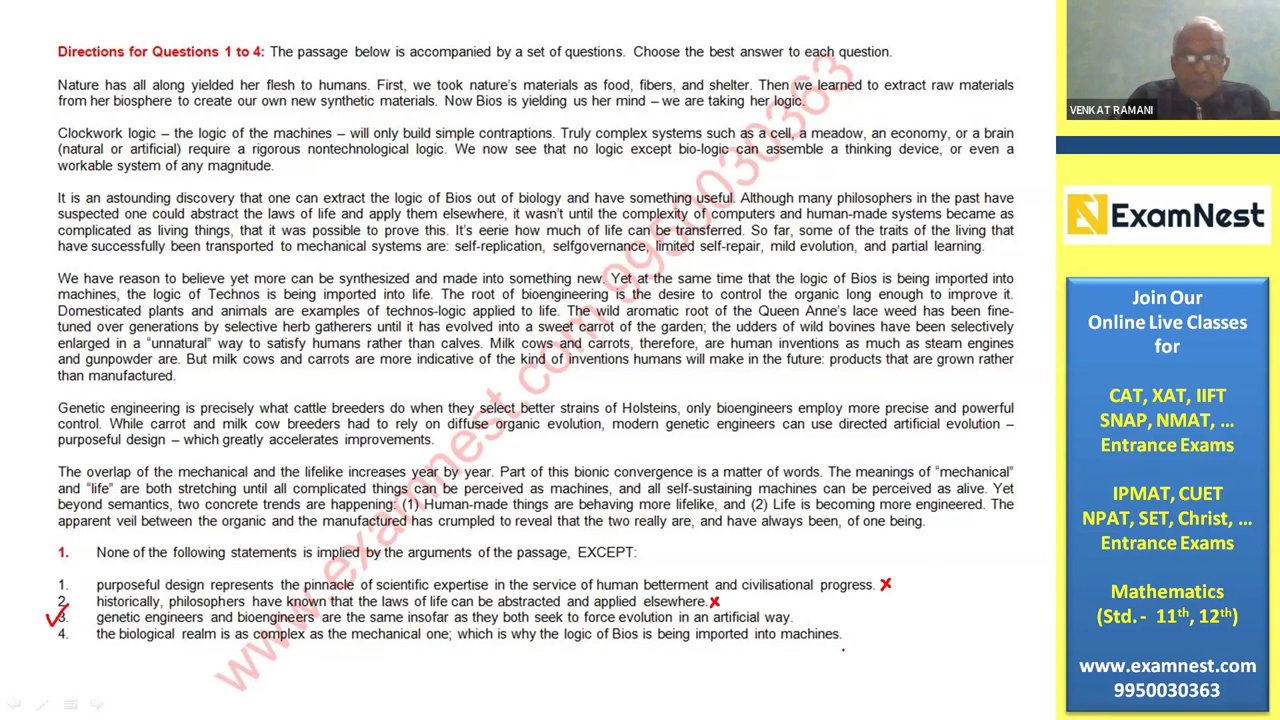 Directions for Questions 1 to 4: The passage below is accompanied by a set of questions. Choose the best answer to each question.
Nature has all along yielded her flesh to humans. First, we took nature's materials as food, fibers, and shelter. Then we learned to extract raw materials
from her biosphere to create our own new synthetic materials. Now Bios is yielding us her mind – we are taking her logic.
Clockwork logic – the logic of the machines – will only build simple contraptions. Truly complex systems such as a cell, a meadow, an economy, or a brain
(natural or artificial) require a rigorous nontechnological logic. We now see that no logic except bio-logic can assemble a thinking device, or even a
workable system of any magnitude.
It is an astounding discovery that one can extract the logic of Bios out of biology and have something useful. Although many philosophers in the past have
suspected one could abstract the laws of life and apply them elsewhere, it wasn't until the complexity of computers and human-made systems became as
complicated as living things, that it was possible to prove this. It's eerie how much of life can be transferred. So far, some of the traits of the living that
have successfully been transported to mechanical systems are: self-replication, selfgovernance, limited self-repair, mild evolution, and partial learning.
We have reason to believe yet more can be synthesized and made into something new. Yet at the same time that the logic of Bios is being imported into
machines, the logic of Technos is being imported into life. The root of bioengineering is the desire to control the organic long enough to improve it.
Domesticated plants and animals are examples of technos-logic applied to life. The wild aromatic root of the Queen Anne's lace weed has been fine-
tuned over generations by selective herb gatherers until it has evolved into a sweet carrot of the garden; the udders of wild bovines have been selectively
enlarged in a "unnatural" way to satisfy humans rather than calves. Milk cows and carrots, therefore, are human inventions as much as steam engines
and gunpowder are. But milk cows and carrots are more indicative of the kind of inventions humans will make in the future: products that are grown rather
than manufactured.
Genetic engineering is precisely what cattle breeders do when they select better strains of Holsteins, only bioengineers employ more precise and powerful
control. While carrot and milk cow breeders had to rely on diffuse organic evolution, modern genetic engineers can use directed artificial evolution –
purposeful design – which greatly accelerates improvements.
The overlap of the mechanical and the lifelike increases year by year. Part of this bionic convergence is a matter of words. The meanings of "mechanical"
and "life" are both stretching until all complicated things can be perceived as machines, and all self-sustaining machines can be perceived as alive. Yet
beyond semantics, two concrete trends are happening: (1) Human-made things are behaving more lifelike, and (2) Life is becoming more engineered. The
apparent veil between the organic and the manufactured has crumpled to reveal that the two really are, and have always been, of one being.
1. None of the following statements is implied by the arguments of the passage, EXCEPT:
1. purposeful design represents the pinnacle of scientific expertise in the service of human betterment and civilisational progress.
2. historically, philosophers have known that the laws of life can be abstracted and applied elsewhere.
3. genetic engineers and bioengineers are the same insofar as they both seek to force evolution in an artificial way.
4. the biological realm is as complex as the mechanical one; which is why the logic of Bios is being imported into machines.
www.examnest.com 9950030363
VENKAT RAMANI
ExamNest
Join Our
Online Live Classes
for
CAT, XAT, IIFT
SNAP, NMAT, ...
Entrance Exams
IPMAT, CUET
NPAT, SET, Christ, ...
Entrance Exams
Mathematics
(Std. - 11th, 12th)
www.examnest.com
9950030363